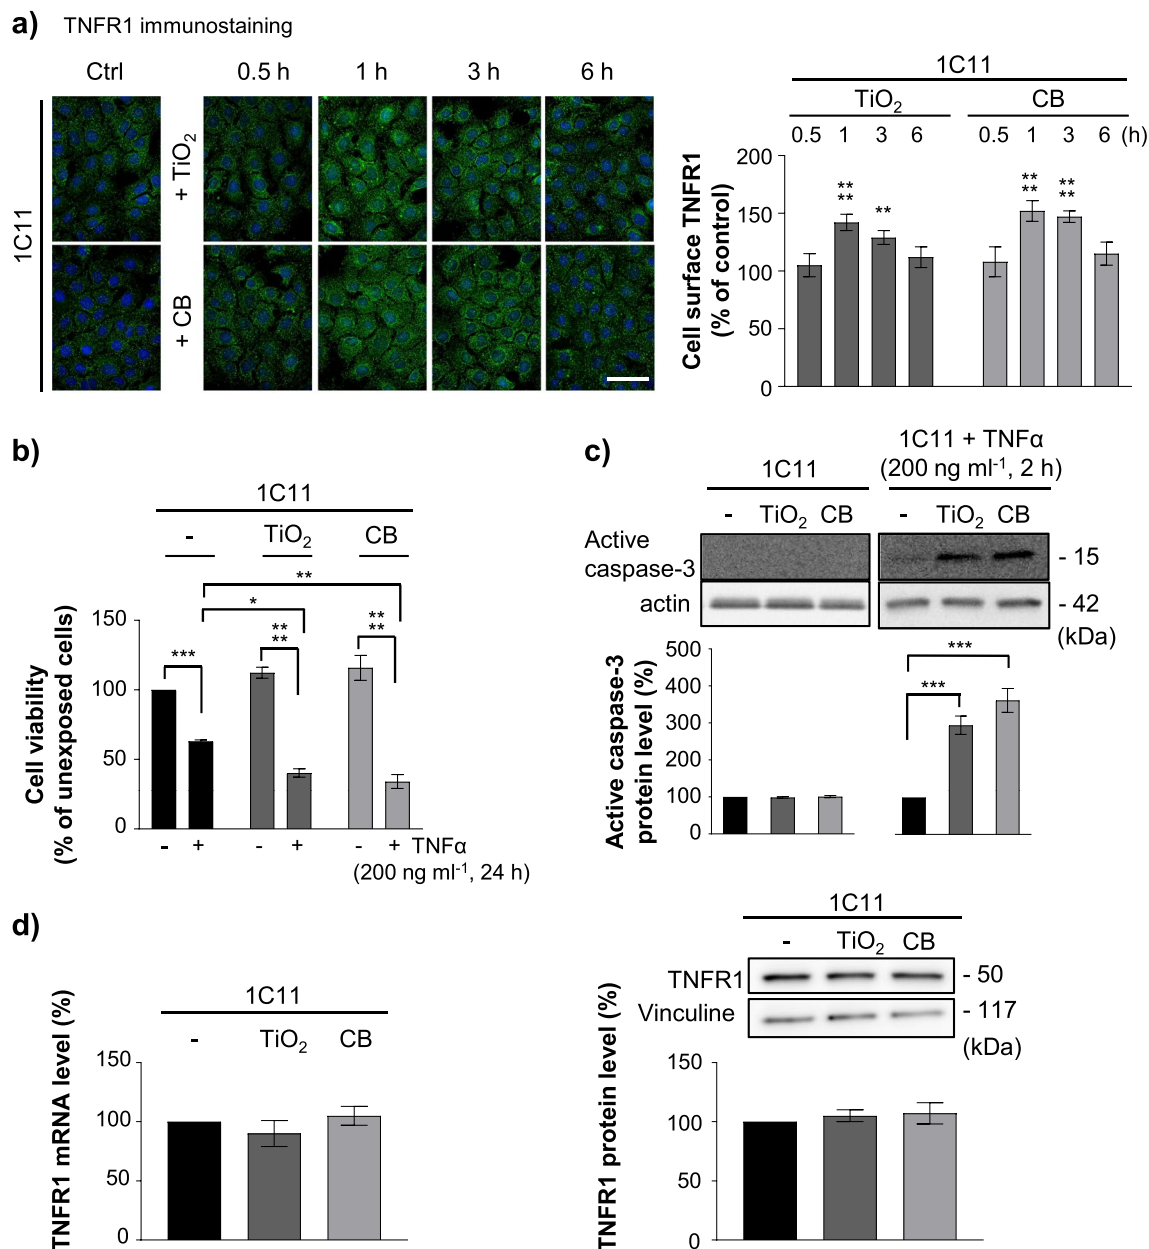 a) TNFR1 immunostaining
Ctrl 0.5 h 1 h 3 h 6 h
1C11
+ TiO2
+ CB
1C11
TiO2 CB
0.5 1 3 6 0.5 1 3 6 (h)
Cell surface TNFR1
(% of control)
200
150
100
50
0
** ** ** ** ** ** **
b)
1C11
- TiO2 CB
**
*
*** ** ** ** **
Cell viability
(% of unexposed cells)
150
100
50
0
- + - + - + TNFα
(200 ng ml-1, 24 h)
c)
1C11
1C11 + TNFα
(200 ng ml-1, 2 h)
- TiO2 CB - TiO2 CB
Active
caspase-3
- 15
actin
- 42
(kDa)
Active caspase-3
protein level (%)
500
400
300
200
100
0
***
***
d)
1C11
- TiO2 CB
TNFR1 mRNA level (%)
150
100
50
0
1C11
- TiO2 CB
TNFR1 - 50
Vinculine - 117
(kDa)
TNFR1 protein level (%)
150
100
50
0